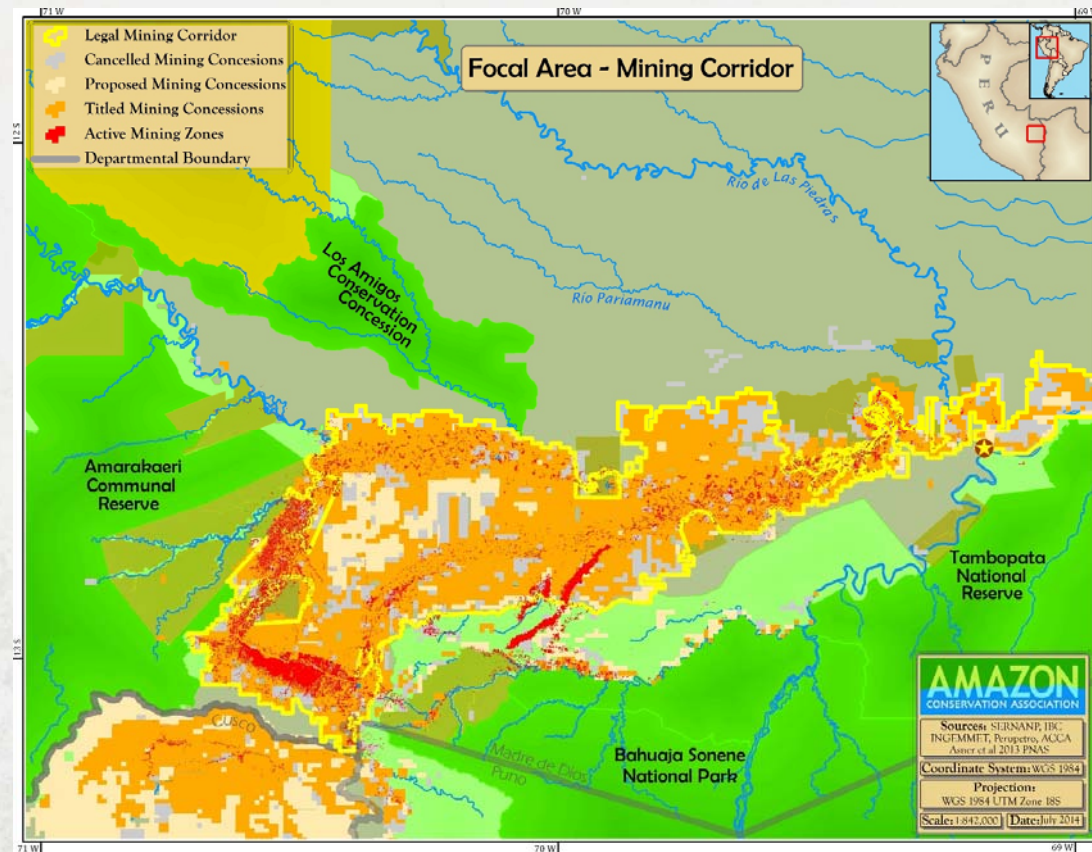 71 W
70 W
69 W
Legal Mining Corridor
Cancelled Mining Concesions
Proposed Mining Concessions
Titled Mining Concessions
Active Mining Zones
Departmental Boundary
Focal Area - Mining Corridor
PERU
12 S
Río de Las Piedras
Los Amigos
Conservation
Concession
Río Pariamanu
Amarakaeri
Communal
Reserve
Tambopata
National
Reserve
13 S
Cusco
Madre de Dios
Puno
Bahuaja Sonene
National Park
AMAZON
CONSERVATION ASSOCIATION
Sources: SERNANP, IBC
INGEMMET, Perupetro, ACCA
Asner et al 2013 PNAS
Coordinate System: WGS 1984
Projection:
WGS 1984 UTM Zone 18S
Scale: 1:842,000
Date: July 2014
71 W
70 W
69 W